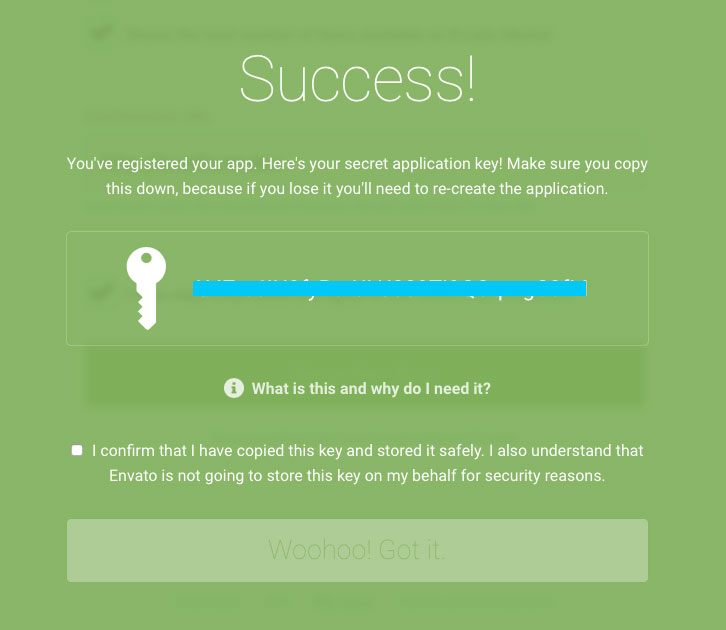 Success!
You've registered your app. Here's your secret application key! Make sure you copy
this down, because if you lose it you'll need to re-create the application.
What is this and why do I need it?
I confirm that I have copied this key and stored it safely. I also understand that
Envato is not going to store this key on my behalf for security reasons.
Woohoo! Got it.